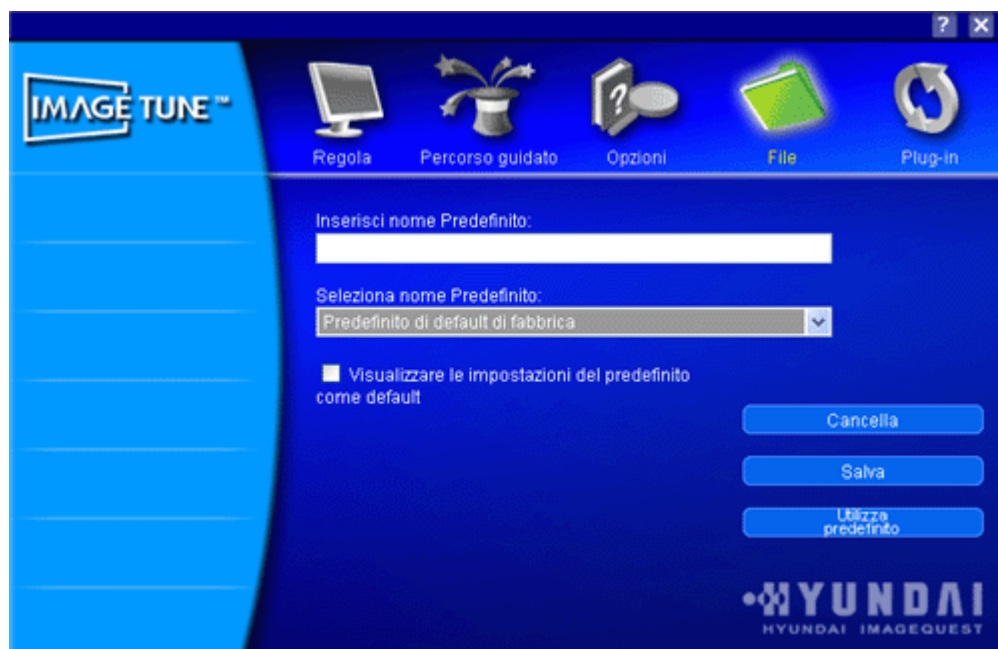 ? X
IMAGE TUNE™
Regola Percorso guidato Opzioni File Plug-in
Inserisci nome Predefinito:
Seleziona nome Predefinito:
Predefinito di default di fabbrica
Visualizzare le impostazioni del predefinito
come default
Cancella
Salva
Utilizza
predefinito
HYUNDAI
HYUNDAI IMAGEQUEST